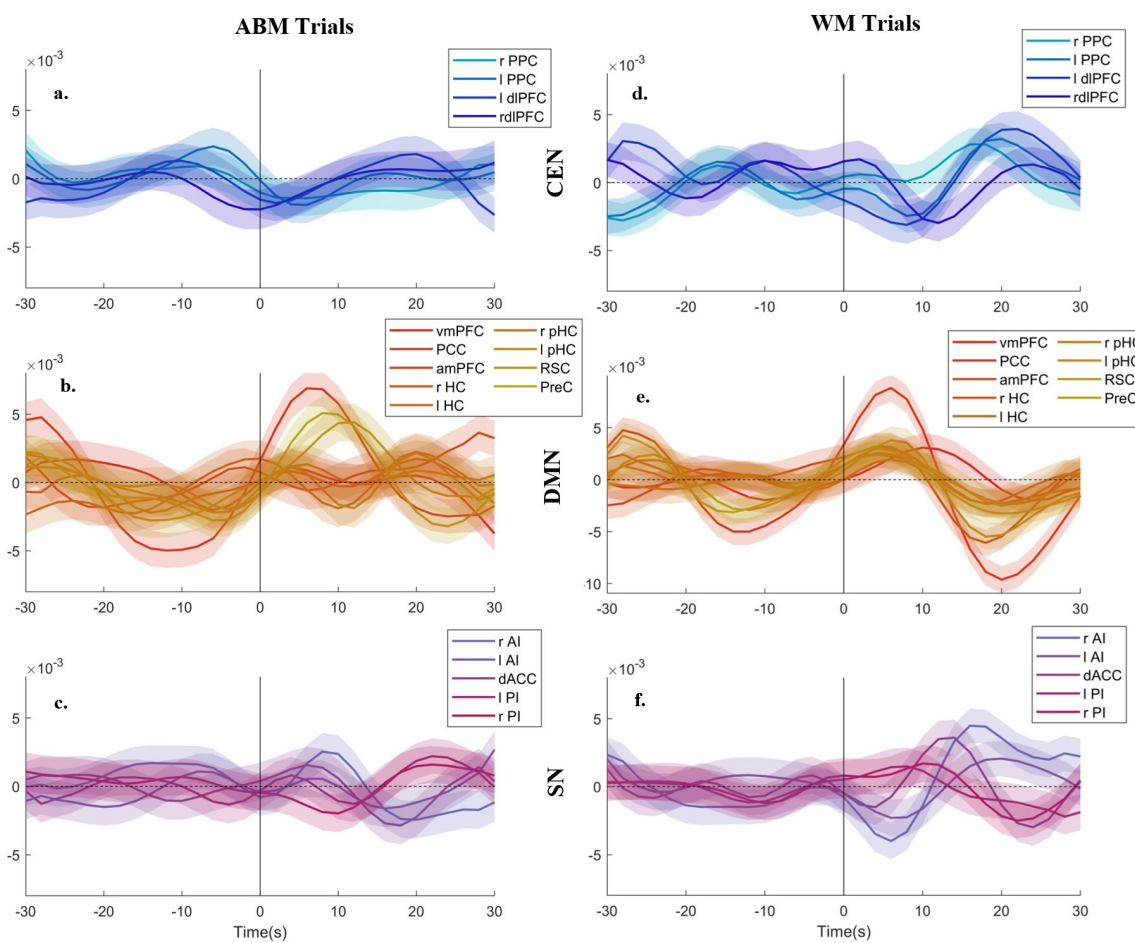 ABM Trials
WM Trials
×10⁻³
a.
r PPC
l PPC
l dlPFC
rdlPFC
5
0
-5
-30 -20 -10 0 10 20 30
CEN
×10⁻³
d.
r PPC
l PPC
l dlPFC
rdlPFC
5
0
-5
-30 -20 -10 0 10 20 30
×10⁻³
b.
vmPFC r pHC
PCC l pHC
amPFC RSC
r HC PreC
l HC
5
0
-5
-30 -20 -10 0 10 20 30
DMN
×10⁻³
e.
vmPFC r pHC
PCC l pHC
amPFC RSC
r HC PreC
l HC
5
0
-5
-10
-30 -20 -10 0 10 20 30
×10⁻³
c.
r AI
l AI
dACC
l PI
r PI
5
0
-5
-30 -20 -10 0 10 20 30
Time(s)
SN
×10⁻³
f.
r AI
l AI
dACC
l PI
r PI
5
0
-5
-30 -20 -10 0 10 20 30
Time(s)